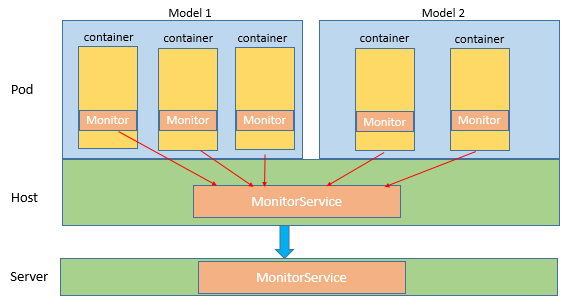 Model 1
Model 2
container
container
container
container
container
Pod
Monitor
Monitor
Monitor
Monitor
Monitor
Host
MonitorService
Server
MonitorService